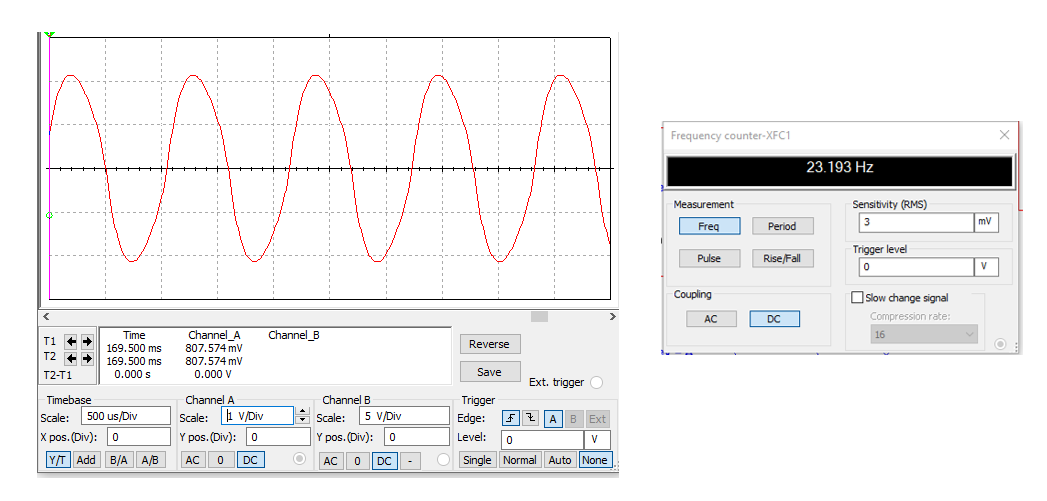 Time Channel_A Channel_B
T1 169.500 ms 807.574 mV
T2 169.500 ms 807.574 mV
T2-T1 0.000 s 0.000 V
Reverse
Save
Ext. trigger
Timebase
Scale: 500 us/Div
X pos.(Div): 0
Y/T Add B/A A/B
Channel A
Scale: 1 V/Div
Y pos.(Div): 0
AC 0 DC
Channel B
Scale: 5 V/Div
Y pos.(Div): 0
AC 0 DC -
Trigger
Edge: A B Ext
Level: 0 V
Single Normal Auto None
Frequency counter-XFC1
23.193 Hz
Measurement
Freq Period
Pulse Rise/Fall
Coupling
AC DC
Sensitivity (RMS)
3 mV
Trigger level
0 V
Slow change signal
Compression rate:
16